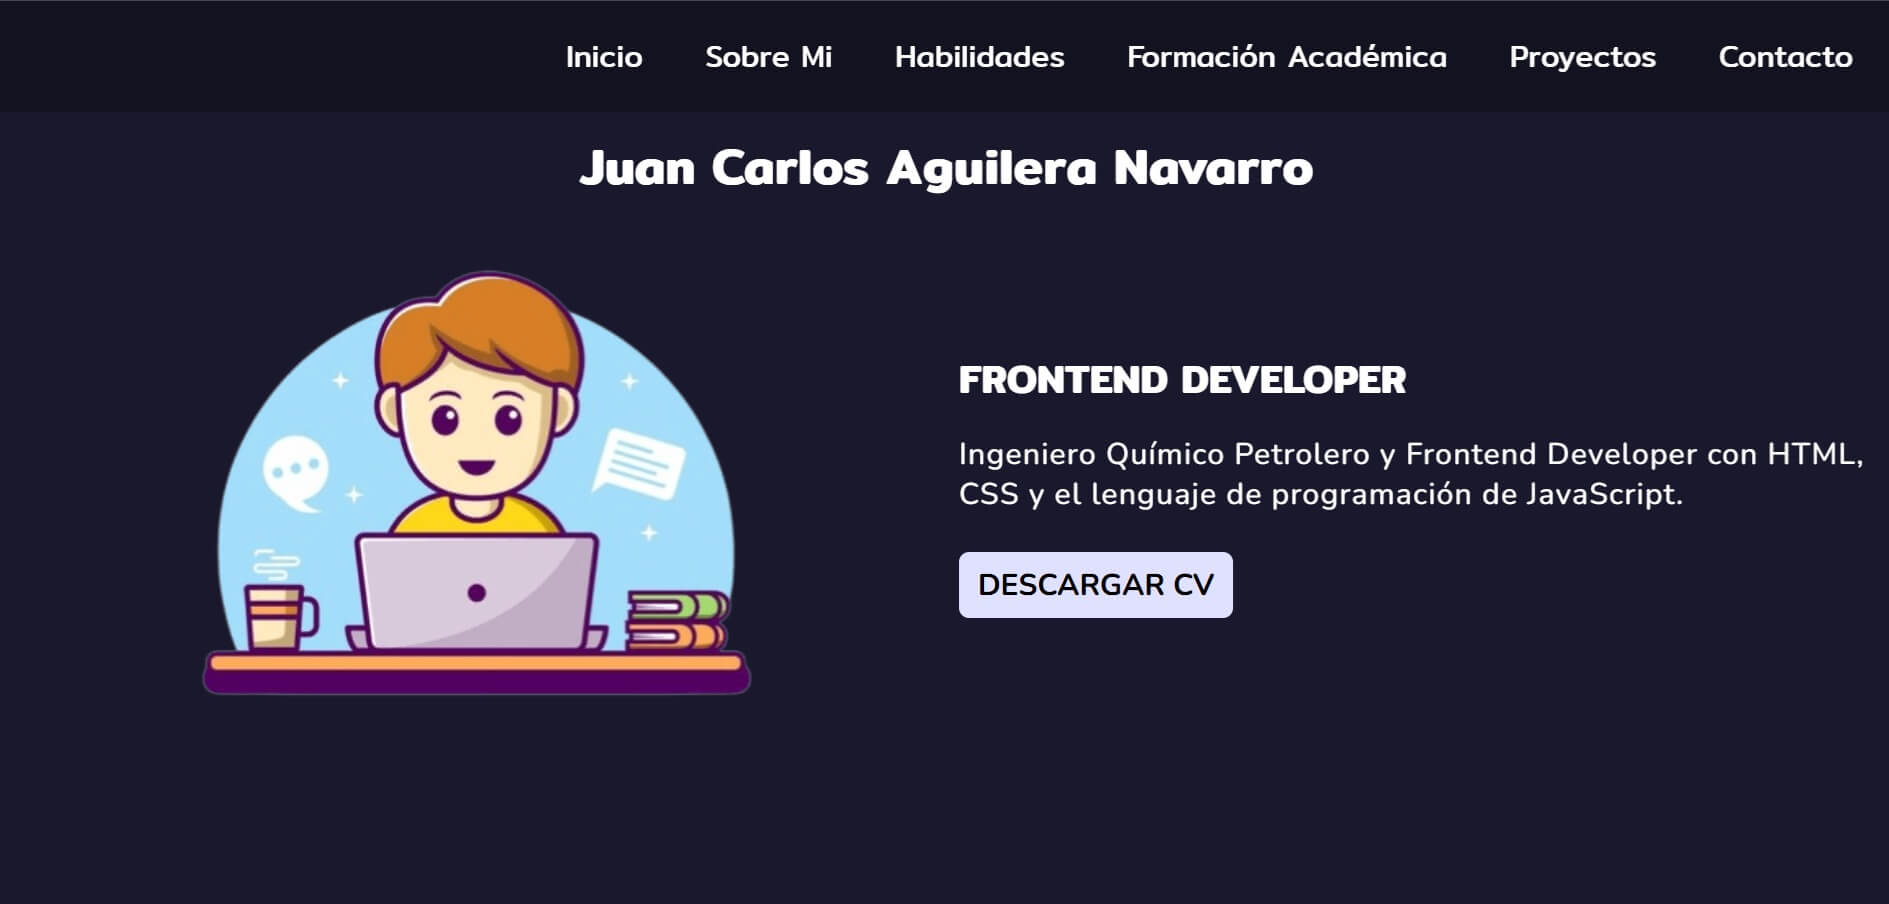 Inicio Sobre Mi Habilidades Formación Académica Proyectos Contacto
Juan Carlos Aguilera Navarro
FRONTEND DEVELOPER
Ingeniero Químico Petrolero y Frontend Developer con HTML,
CSS y el lenguaje de programación de JavaScript.
DESCARGAR CV